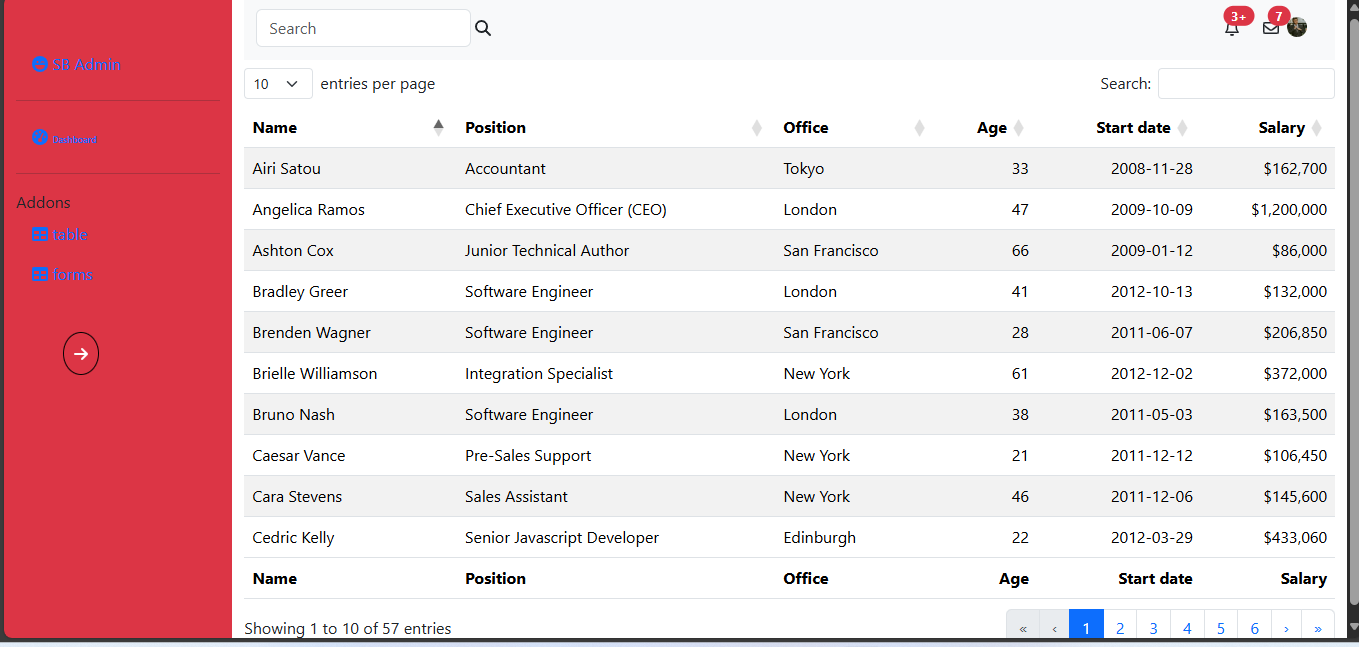 Search
3+ 7
SB Admin
Dashboard
Addons
table
forms
10 entries per page Search:
Name Position Office Age Start date Salary
Airi Satou Accountant Tokyo 33 2008-11-28 $162,700
Angelica Ramos Chief Executive Officer (CEO) London 47 2009-10-09 $1,200,000
Ashton Cox Junior Technical Author San Francisco 66 2009-01-12 $86,000
Bradley Greer Software Engineer London 41 2012-10-13 $132,000
Brenden Wagner Software Engineer San Francisco 28 2011-06-07 $206,850
Brielle Williamson Integration Specialist New York 61 2012-12-02 $372,000
Bruno Nash Software Engineer London 38 2011-05-03 $163,500
Caesar Vance Pre-Sales Support New York 21 2011-12-12 $106,450
Cara Stevens Sales Assistant New York 46 2011-12-06 $145,600
Cedric Kelly Senior Javascript Developer Edinburgh 22 2012-03-29 $433,060
Name Position Office Age Start date Salary
Showing 1 to 10 of 57 entries « ‹ 1 2 3 4 5 6 › »